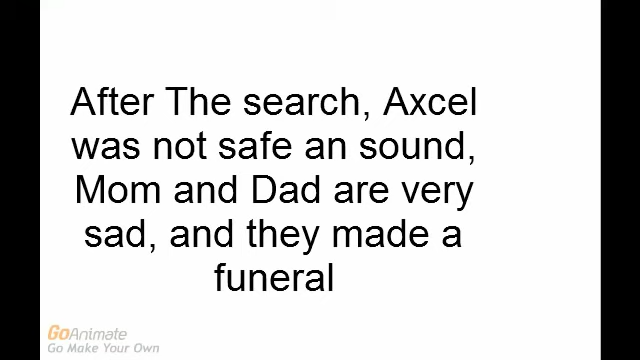 After The search, Axcel
was not safe an sound,
Mom and Dad are very
sad, and they made a
funeral
GoAnimate
Go Make Your Own